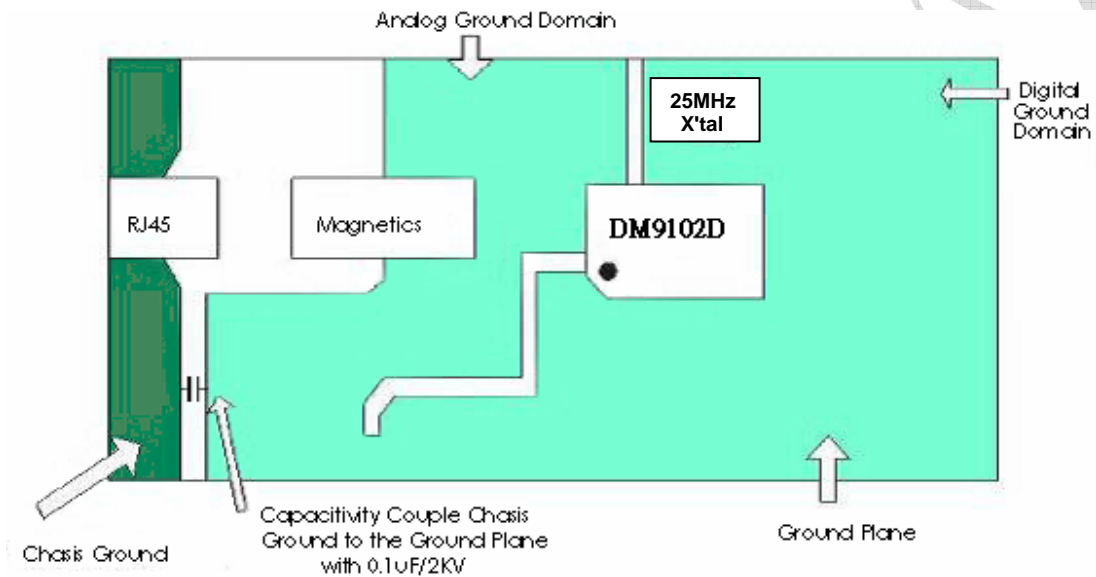 Analog Ground Domain
25MHz
X'tal
Digital
Ground
Domain
RJ45
Magnetics
DM9102D
Capacitivity Couple Chasis
Ground to the Ground Plane
with 0.1uF/2KV
Ground Plane
Chasis Ground